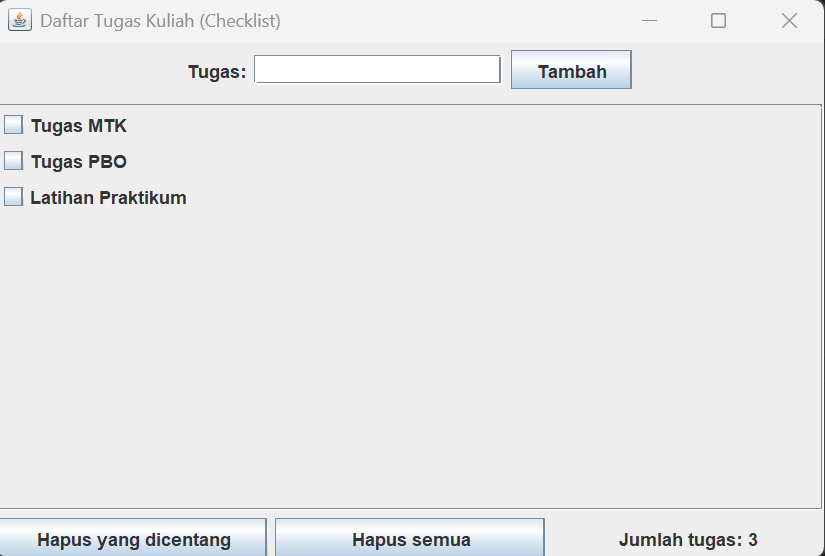 Daftar Tugas Kuliah (Checklist)
Tugas: Tambah
Tugas MTK
Tugas PBO
Latihan Praktikum
Hapus yang dicentang Hapus semua Jumlah tugas: 3